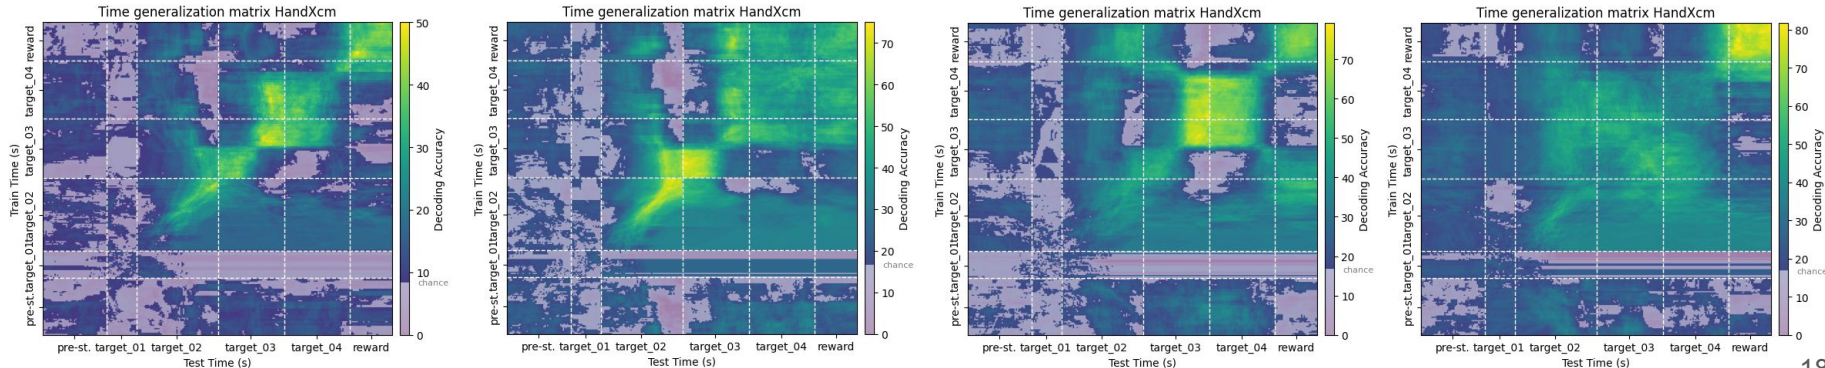 Time generalization matrix HandXcm
Train Time (s)
pre-st.target_01target_02 target_03 target_04 reward
pre-st. target_01 target_02 target_03 target_04 reward
Test Time (s)
50
40
30
20
10
chance
0
Decoding Accuracy
Time generalization matrix HandXcm
Train Time (s)
pre-st.target_01target_02 target_03 target_04 reward
pre-st. target_01 target_02 target_03 target_04 reward
Test Time (s)
70
60
50
40
30
20
chance
10
0
Decoding Accuracy
Time generalization matrix HandXcm
Train Time (s)
pre-st.target_01target_02 target_03 target_04 reward
pre-st. target_01 target_02 target_03 target_04 reward
Test Time (s)
70
60
50
40
30
20
chance
10
0
Decoding Accuracy
Time generalization matrix HandXcm
Train Time (s)
pre-st.target_01target_02 target_03 target_04 reward
pre-st. target_01 target_02 target_03 target_04 reward
Test Time (s)
80
70
60
50
40
30
20
chance
10
0
Decoding Accuracy